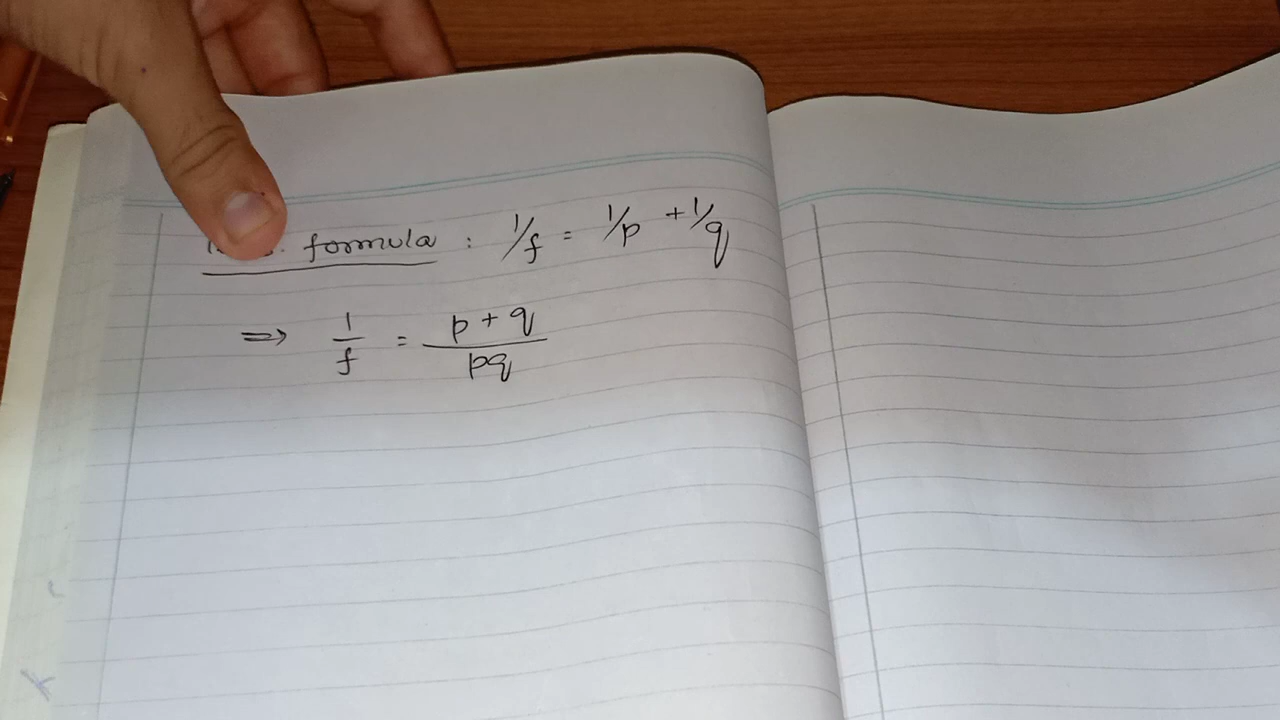 formula : 1/f = 1/p + 1/q
⇒ 1/f = p + q/pq